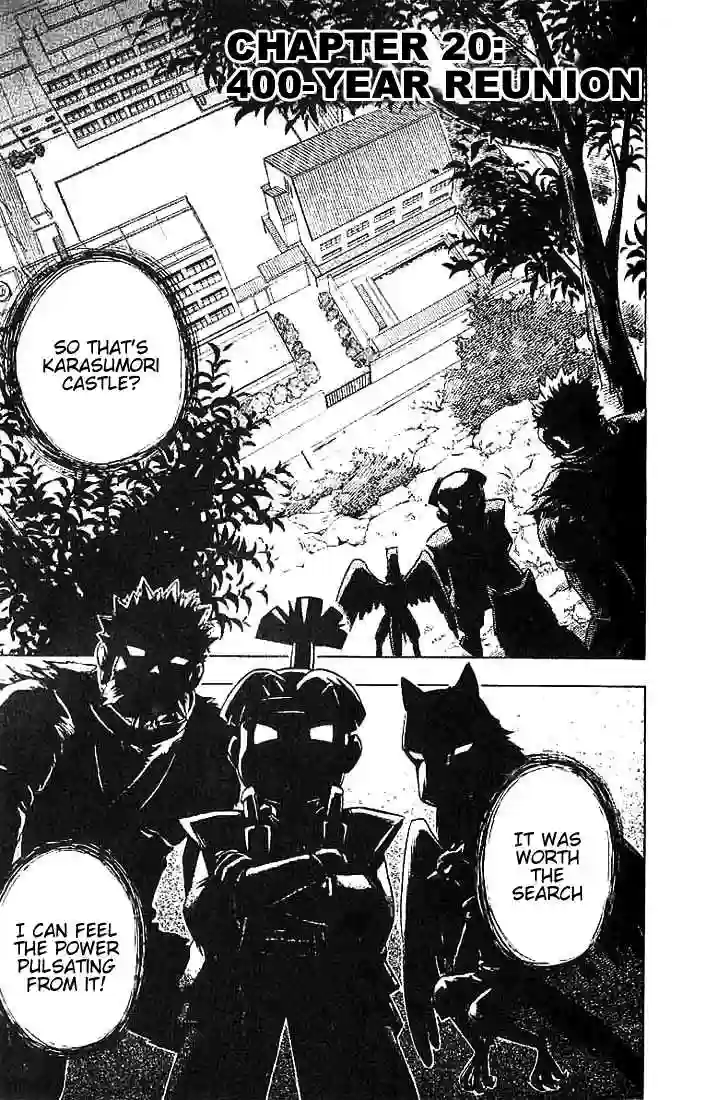 CHAPTER 20:
400-YEAR REUNION
SO THAT'S
KARASUMORI
CASTLE?
IT WAS
WORTH
THE
SEARCH
I CAN FEEL
THE POWER
PULSATING
FROM IT!